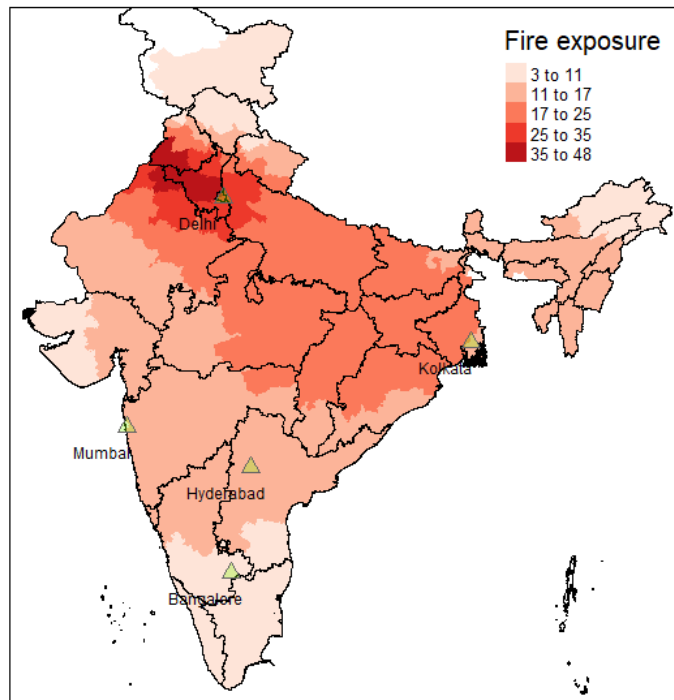 Fire exposure
3 to 11
11 to 17
17 to 25
25 to 35
35 to 48
Delhi
Kolkata
Mumbai
Hyderabad
Bangalore